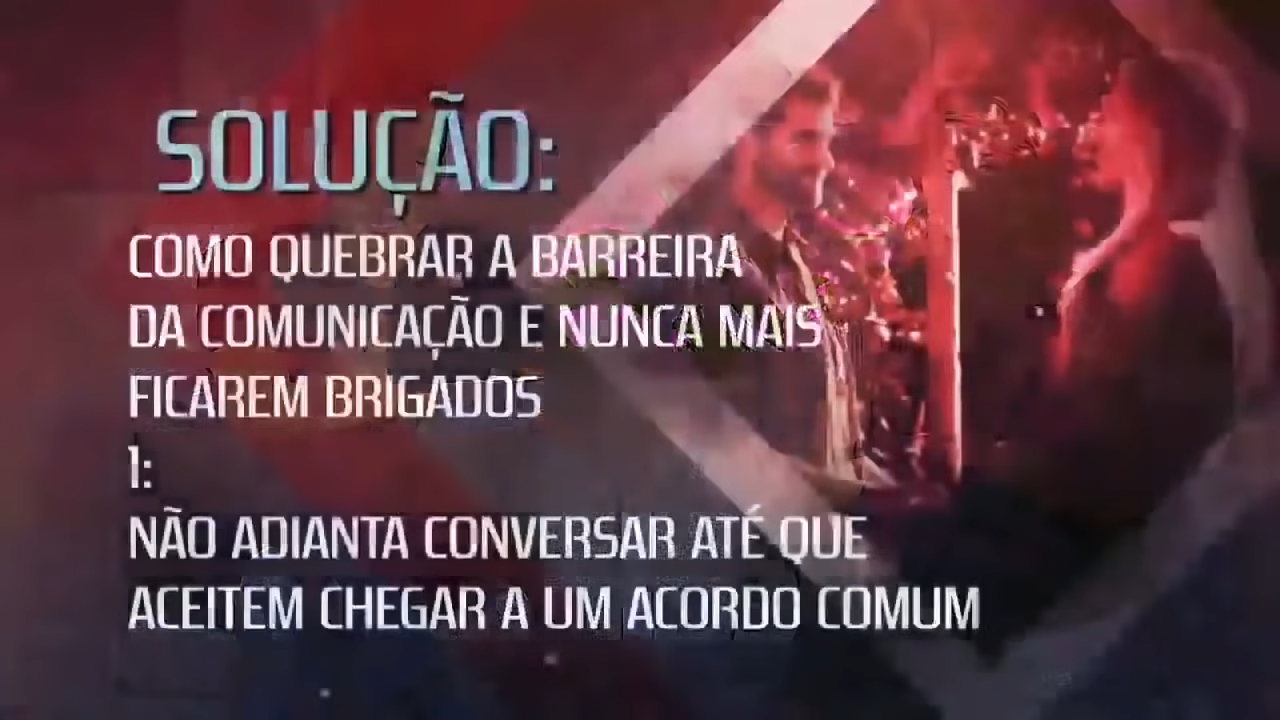 SOLUÇÃO:
COMO QUEBRAR A BARREIRA
DA COMUNICAÇÃO E NUNCA MAIS
FICAREM BRIGADOS
1:
NÃO ADIANTA CONVERSAR ATÉ QUE
ACEITEM CHEGAR A UM ACORDO COMUM